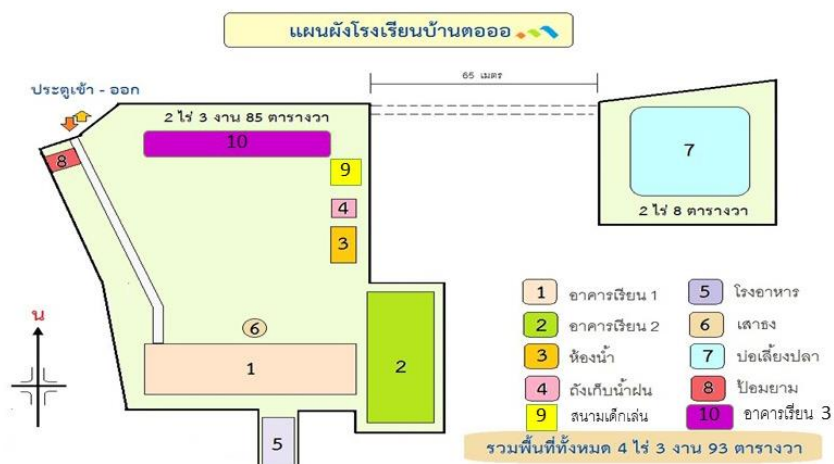 แผนผังโรงเรียนบ้านตอออ
65 เมตร
ประตูเข้า - ออก
2 ไร่ 3 งาน 85 ตารางวา
10
8
9
7
4
2 ไร่ 8 ตารางวา
3
6
1
2
5
น
1 อาคารเรียน 1
5 โรงอาหาร
2 อาคารเรียน 2
6 เสาธง
3 ห้องน้ำ
7 บ่อเลี้ยงปลา
4 ถังเก็บน้ำฝน
8 ป้อมยาม
9 สนามเด็กเล่น
10 อาคารเรียน 3
รวมพื้นที่ทั้งหมด 4 ไร่ 3 งาน 93 ตารางวา